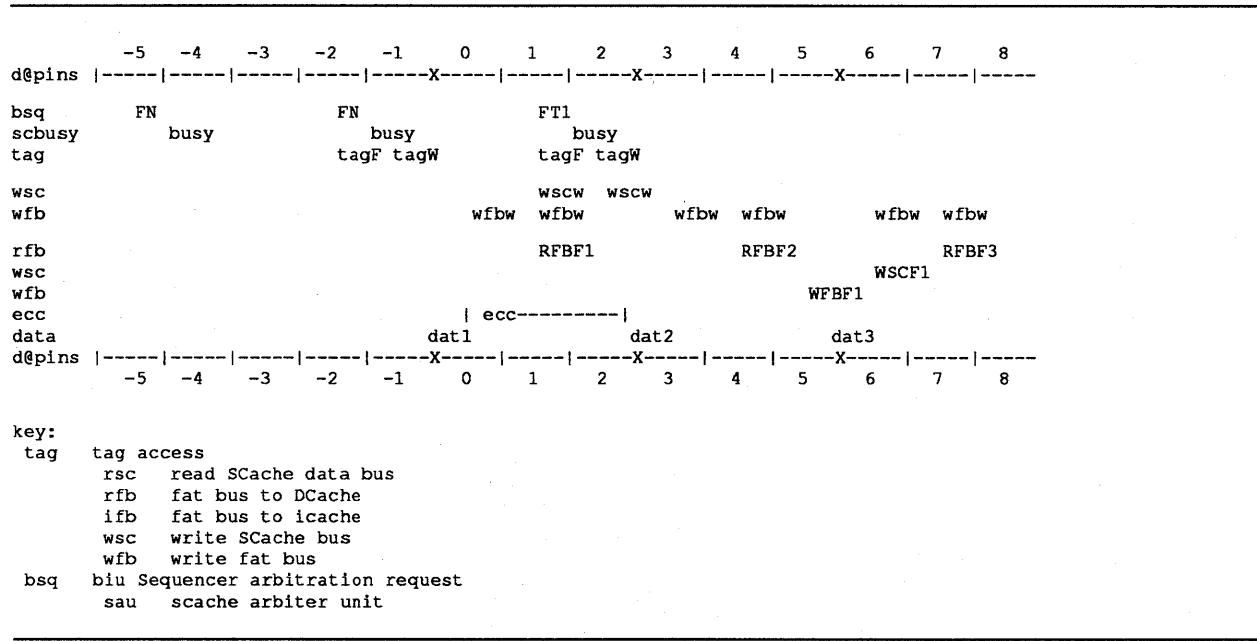 -5 -4 -3 -2 -1 0 1 2 3 4 5 6 7 8
d@pins |-----|-----|-----|-----|-----X-----|-----|-----X-----|-----|-----X-----|-----|-----
bsq FN FN FT1
scbusy busy busy busy
tag tagF tagW tagF tagW
wsc wscw wscw
wfb wfbw wfbw wfbw wfbw wfbw wfbw
rfb RFBF1 RFBF2 RFBF3
wsc WSCF1
wfb WFBF1
ecc | ecc---------|
data dat1 dat2 dat3
d@pins |-----|-----|-----|-----|-----X-----|-----|-----X-----|-----|-----X-----|-----|-----
-5 -4 -3 -2 -1 0 1 2 3 4 5 6 7 8
key:
tag tag access
rsc read SCache data bus
rfb fat bus to DCache
ifb fat bus to icache
wsc write SCache bus
wfb write fat bus
bsq biu Sequencer arbitration request
sau scache arbiter unit